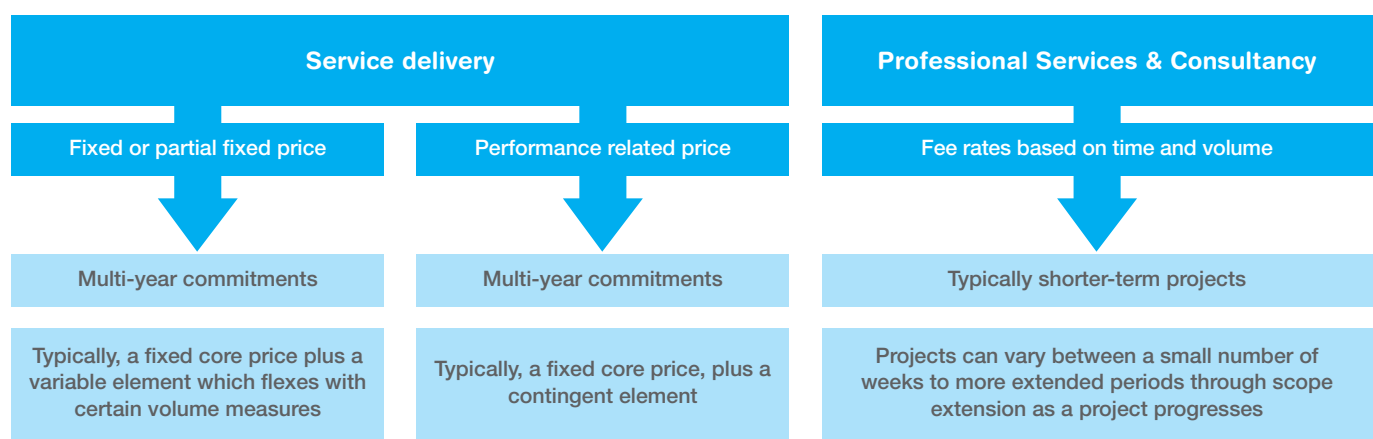 Service delivery
Professional Services & Consultancy
Fixed or partial fixed price
Performance related price
Fee rates based on time and volume
Multi-year commitments
Multi-year commitments
Typically shorter-term projects
Typically, a fixed core price plus a
variable element which flexes with
certain volume measures
Typically, a fixed core price, plus a
contingent element
Projects can vary between a small number of
weeks to more extended periods through scope
extension as a project progresses